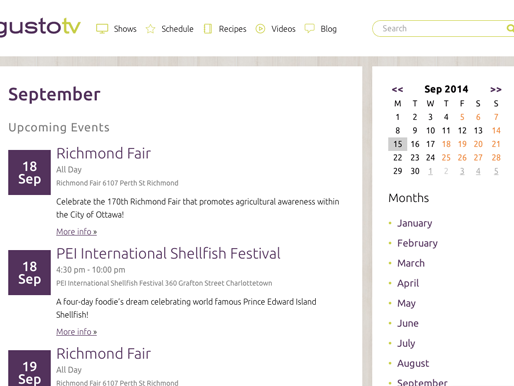 gustotv
Shows
Schedule
Recipes
Videos
Blog
Search
September
Upcoming Events
18
Sep
Richmond Fair
All Day
Richmond Fair 6107 Perth St Richmond
Celebrate the 170th Richmond Fair that promotes agricultural awareness within
the City of Ottawa!
More info »
18
Sep
PEI International Shellfish Festival
4:30 pm - 10:00 pm
PEI International Shellfish Festival 360 Grafton Street Charlottetown
A four-day foodie's dream celebrating world famous Prince Edward Island
Shellfish!
More info »
19
Sep
Richmond Fair
All Day
Richmond Fair 6107 Perth St Richmond
<< Sep 2014 >>
M T W T F S S
1 2 3 4 5 6 7
8 9 10 11 12 13 14
15 16 17 18 19 20 21
22 23 24 25 26 27 28
29 30 1 2 3 4 5
Months
• January
• February
• March
• April
• May
• June
• July
• August
• September